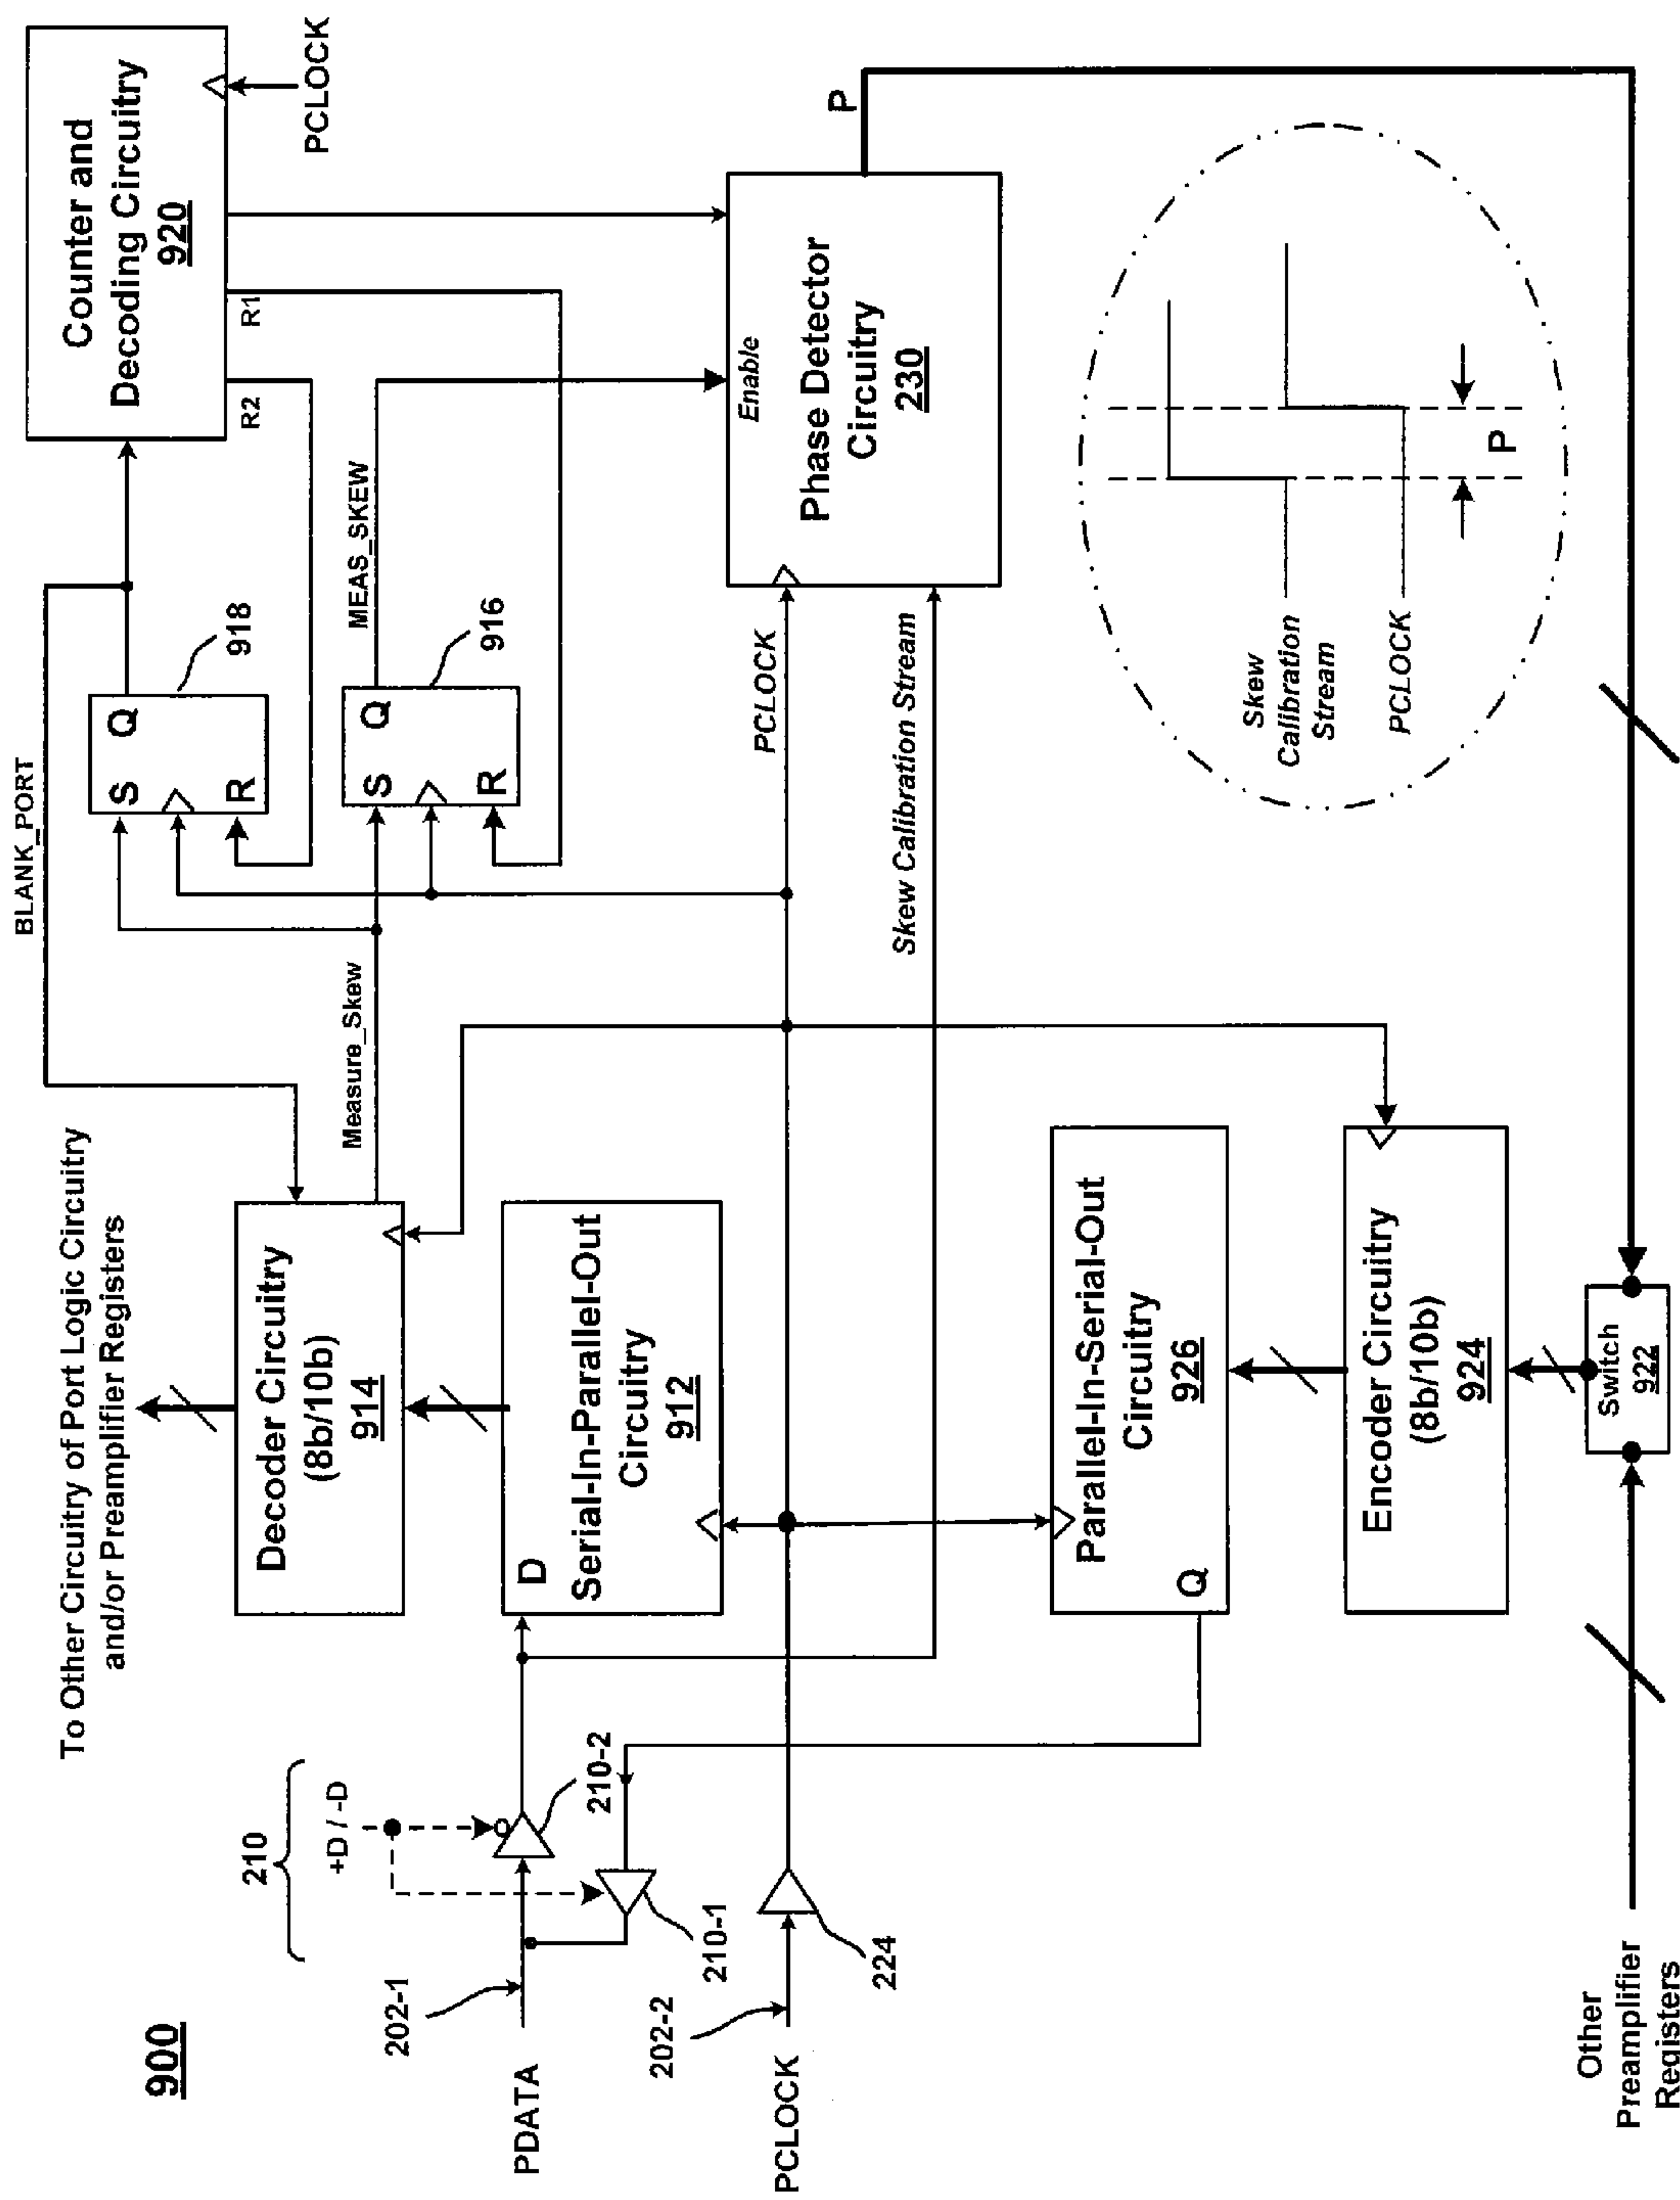 900
PDATA
202-1
PCLOCK
202-2
224
210
+D / -D
210-2
210-1
To Other Circuitry of Port Logic Circuitry
and/or Preamplifier Registers
Decoder Circuitry
(8b/10b)
914
D
Serial-In-Parallel-Out
Circuitry
912
Parallel-In-Serial-Out
Circuitry
926
Q
Encoder Circuitry
(8b/10b)
924
Switch
922
Other
Preamplifier
Registers
BLANK_PORT
Measure_Skew
S Q
R
918
S Q
R
916
MEAS_SKEW
R2
R1
Counter and
Decoding Circuitry
920
PCLOCK
PCLOCK
Skew Calibration Stream
Enable
Phase Detector
Circuitry
230
P
Skew
Calibration
Stream
PCLOCK
P